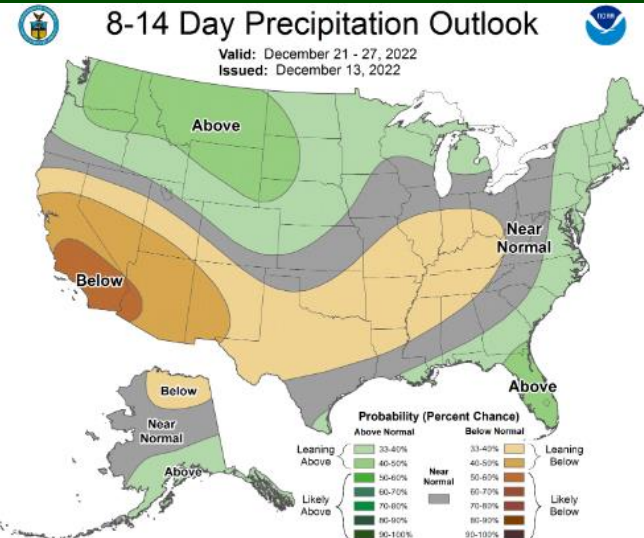 8-14 Day Precipitation Outlook
Valid: December 21 - 27, 2022
Issued: December 13, 2022
NOAA
Above
Near
Normal
Below
Above
Below
Near
Normal
Above
Probability (Percent Chance)
Above Normal
Below Normal
Leaning
Above
33-40%
40-50%
Likely
Above
50-60%
60-70%
70-80%
80-90%
90-100%
Near
Normal
33-40%
40-50%
Leaning
Below
50-60%
60-70%
70-80%
80-90%
90-100%
Likely
Below